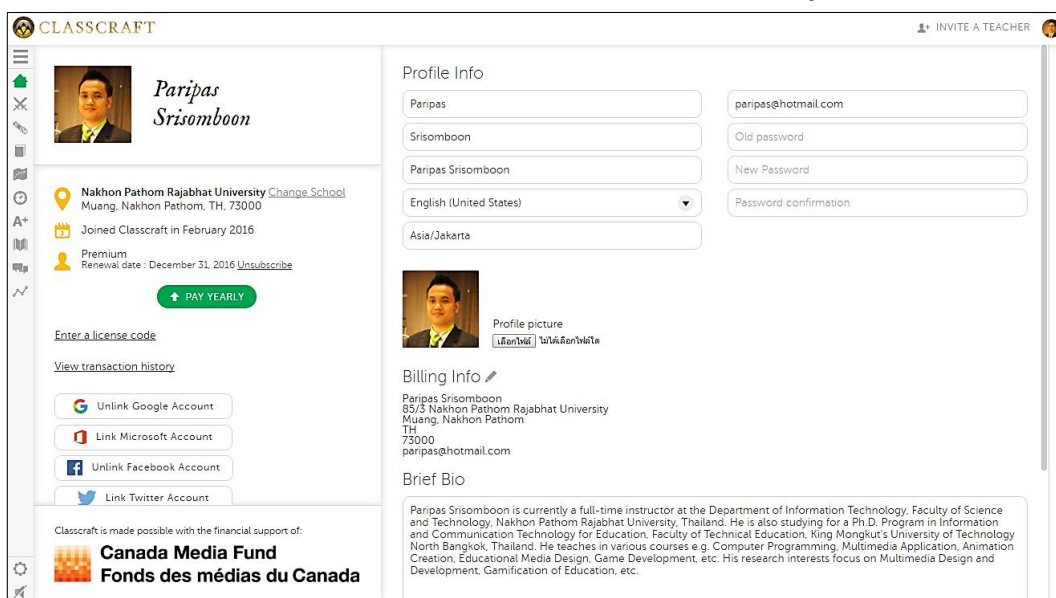 CLASSCRAFT
INVITE A TEACHER
Paripas
Srisomboon
Nakhon Pathom Rajabhat University Change School
Muang, Nakhon Pathom, TH, 73000
Joined Classcraft in February 2016
Premium
Renewal date : December 31, 2016 Unsubscribe
PAY YEARLY
Enter a license code
View transaction history
Unlink Google Account
Link Microsoft Account
Unlink Facebook Account
Link Twitter Account
Classcraft is made possible with the financial support of:
Canada Media Fund
Fonds des médias du Canada
A+
Profile Info
Paripas
paripas@hotmail.com
Srisomboon
Old password
Paripas Srisomboon
New Password
English (United States)
Password confirmation
Asia/Jakarta
Profile picture
เลือกไฟล์ ไม่ได้เลือกไฟล์ใด
Billing Info
Paripas Srisomboon
85/3 Nakhon Pathom Rajabhat University
Muang, Nakhon Pathom
TH
73000
paripas@hotmail.com
Brief Bio
Paripas Srisomboon is currently a full-time instructor at the Department of Information Technology, Faculty of Science
and Technology, Nakhon Pathom Rajabhat University, Thailand. He is also studying for a Ph.D. Program in Information
and Communication Technology for Education, Faculty of Technical Education, King Mongkut's University of Technology
North Bangkok, Thailand. He teaches in various courses e.g. Computer Programming, Multimedia Application, Animation
Creation, Educational Media Design, Game Development, etc. His research interests focus on Multimedia Design and
Development, Gamification of Education, etc.